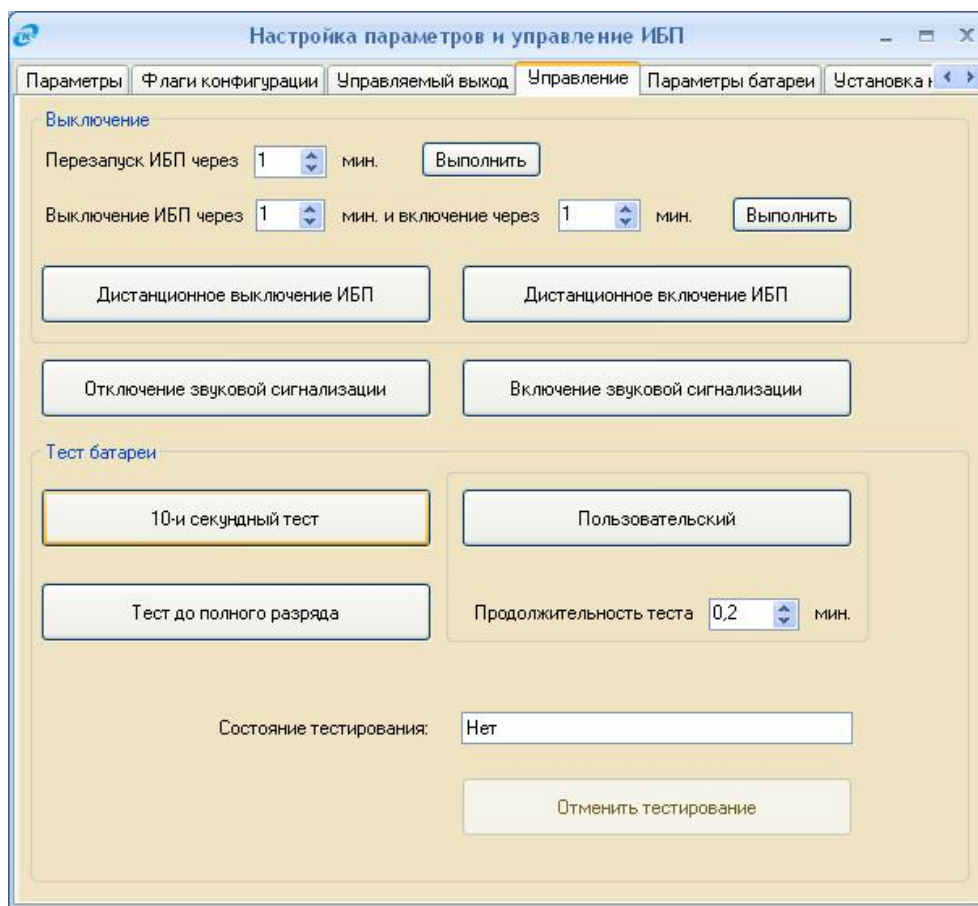 Настройка параметров и управление ИБП
Параметры Флаги конфигурации Управляемый выход Управление Параметры батареи Установка
Выключение
Перезапуск ИБП через 1 мин. Выполнить
Выключение ИБП через 1 мин. и включение через 1 мин. Выполнить
Дистанционное выключение ИБП Дистанционное включение ИБП
Отключение звуковой сигнализации Включение звуковой сигнализации
Тест батареи
10-и секундный тест Пользовательский
Тест до полного разряда Продолжительность теста 0,2 мин.
Состояние тестирования: Нет
Отменить тестирование